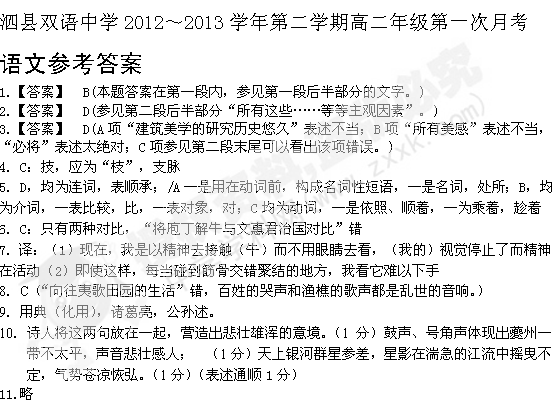 泗县双语中学2012～2013学年第二学期高二年级第一次月考
语文参考答案
1.【答案】 B(本题答案在第一段内，参见第一段后半部分的文字。)
2.【答案】 D(参见第二段后半部分“所有这些……等等主观因素”。)
3.【答案】 D(A项“建筑美学的研究历史悠久”表述不当；B项“所有美感”表述不当，
“必将”表述太绝对；C项参见第二段末尾可以看出该项错误。)
4．C：技，应为“枝”，支脉
5．D，均为连词，表顺承；/A一是用在动词前，构成名词性短语，一是名词，处所；B，均
为介词，一表比较，比，一表对象，对；C均为动词，一是依照、顺着，一为乘着，趁着
6．C：只有两种对比，“将庖丁解牛与文惠君治国对比”错
7．译：（1）现在，我是以精神去接触（牛）而不用眼睛去看，（我的）视觉停止了而精神
在活动（2）即使这样，每当碰到筋骨交错聚结的地方，我看它难以下手
8．C（“向往夷歌田园的生活”错，百姓的哭声和渔樵的歌声都是乱世的音响。）
9．用典（化用），诸葛亮，公孙述。
10．诗人将这两句放在一起，营造出悲壮雄浑的意境。（1分）鼓声、号角声体现出夔州一
带不太平，声音悲壮感人； （1分）天上银河群星参差，星影在湍急的江流中摇曳不
定，气势苍凉恢弘。（1分）（表述通顺1分）
11.略